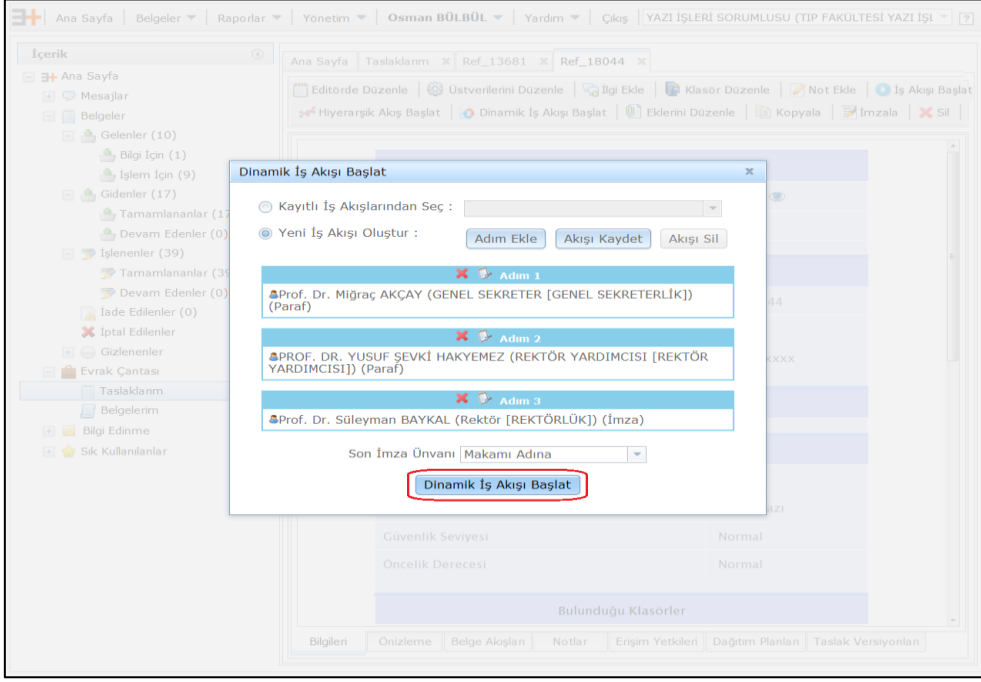 Ana Sayfa Belgeler Raporlar Yönetim Osman BÜLBÜL Yardım Çıkış YAZI İŞLERİ SORUMLUSU (TIP FAKÜLTESİ YAZI İŞL
İçerik
Ana Sayfa
Mesajlar
Belgeler
Gelenler (10)
Bilgi İçin (1)
İşlem İçin (9)
Gidenler (17)
Tamamlananlar (17
Devam Edenler (0)
İşlenenler (39)
Tamamlananlar (39
Devam Edenler (0)
İade Edilenler (0)
İptal Edilenler
Gizlenenler
Evrak Çantası
Taslaklarım
Belgelerim
Bilgi Edinme
Sık Kullanılanlar
Ana Sayfa Taslaklarım Ref_13681 Ref_18044
Editörde Düzenle Üstverilerini Düzenle İlgi Ekle Klasör Düzenle Not Ekle İş Akışı Başlat
Hiyerarşik Akış Başlat Dinamik İş Akışı Başlat Eklerini Düzenle Kopyala İmzala Sil
Dinamik İş Akışı Başlat
Kayıtlı İş Akışlarından Seç :
Yeni İş Akışı Oluştur : Adım Ekle Akışı Kaydet Akışı Sil
Adım 1
Prof. Dr. Miğraç AKÇAY (GENEL SEKRETER [GENEL SEKRETERLİK])
(Paraf)
Adım 2
PROF. DR. YUSUF ŞEVKİ HAKYEMEZ (REKTÖR YARDIMCISI [REKTÖR
YARDIMCISI]) (Paraf)
Adım 3
Prof. Dr. Süleyman BAYKAL (Rektör [REKTÖRLÜK]) (İmza)
Son İmza Ünvanı Makamı Adına
Dinamik İş Akışı Başlat
44
xxxx
azı
Güvenlik Seviyesi Normal
Öncelik Derecesi Normal
Bulunduğu Klasörler
Bilgileri Önizleme Belge Akışları Notlar Erişim Yetkileri Dağıtım Planları Taslak Versiyonları